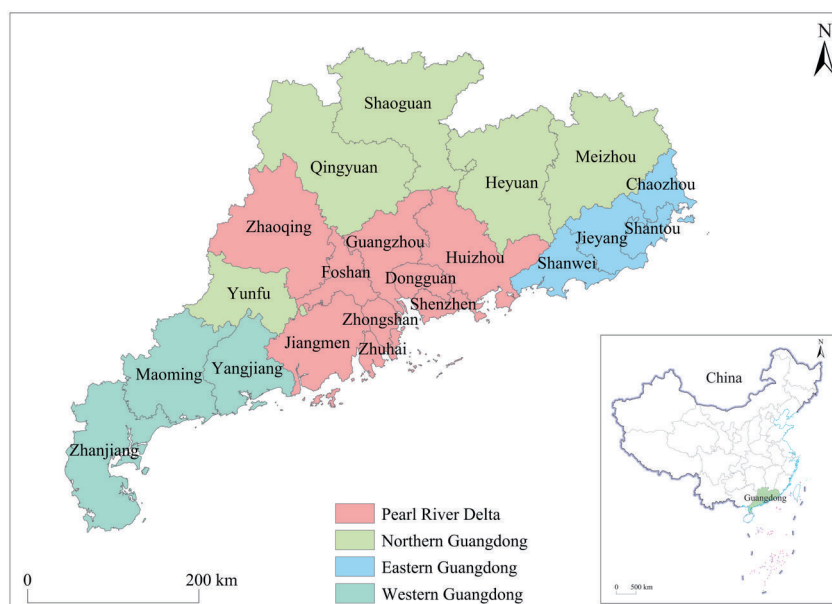 N
Shaoguan
Meizhou
Qingyuan
Heyuan
Chaozhou
Zhaoqing
Guangzhou
Jieyang
Shantou
Huizhou
Foshan
Dongguan
Shanwei
Yunfu
Shenzhen
Zhongshan
Jiangmen
Zhuhai
Yangjiang
Maoming
Zhanjiang
Pearl River Delta
Northern Guangdong
Eastern Guangdong
Western Guangdong
0 200 km
N
China
Guangdong
0 500 km